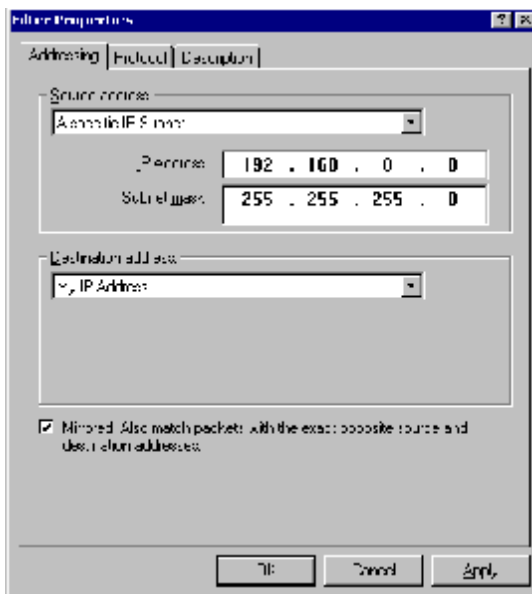 Filter Properties
Addressing Protocol Description
Source address:
A specific IP Subnet
IP Address: 192 . 168 . 0 . 0
Subnet mask: 255 . 255 . 255 . 0
Destination address:
My IP Address
Mirrored. Also match packets with the exact opposite source and
destination addresses.
OK Cancel Apply